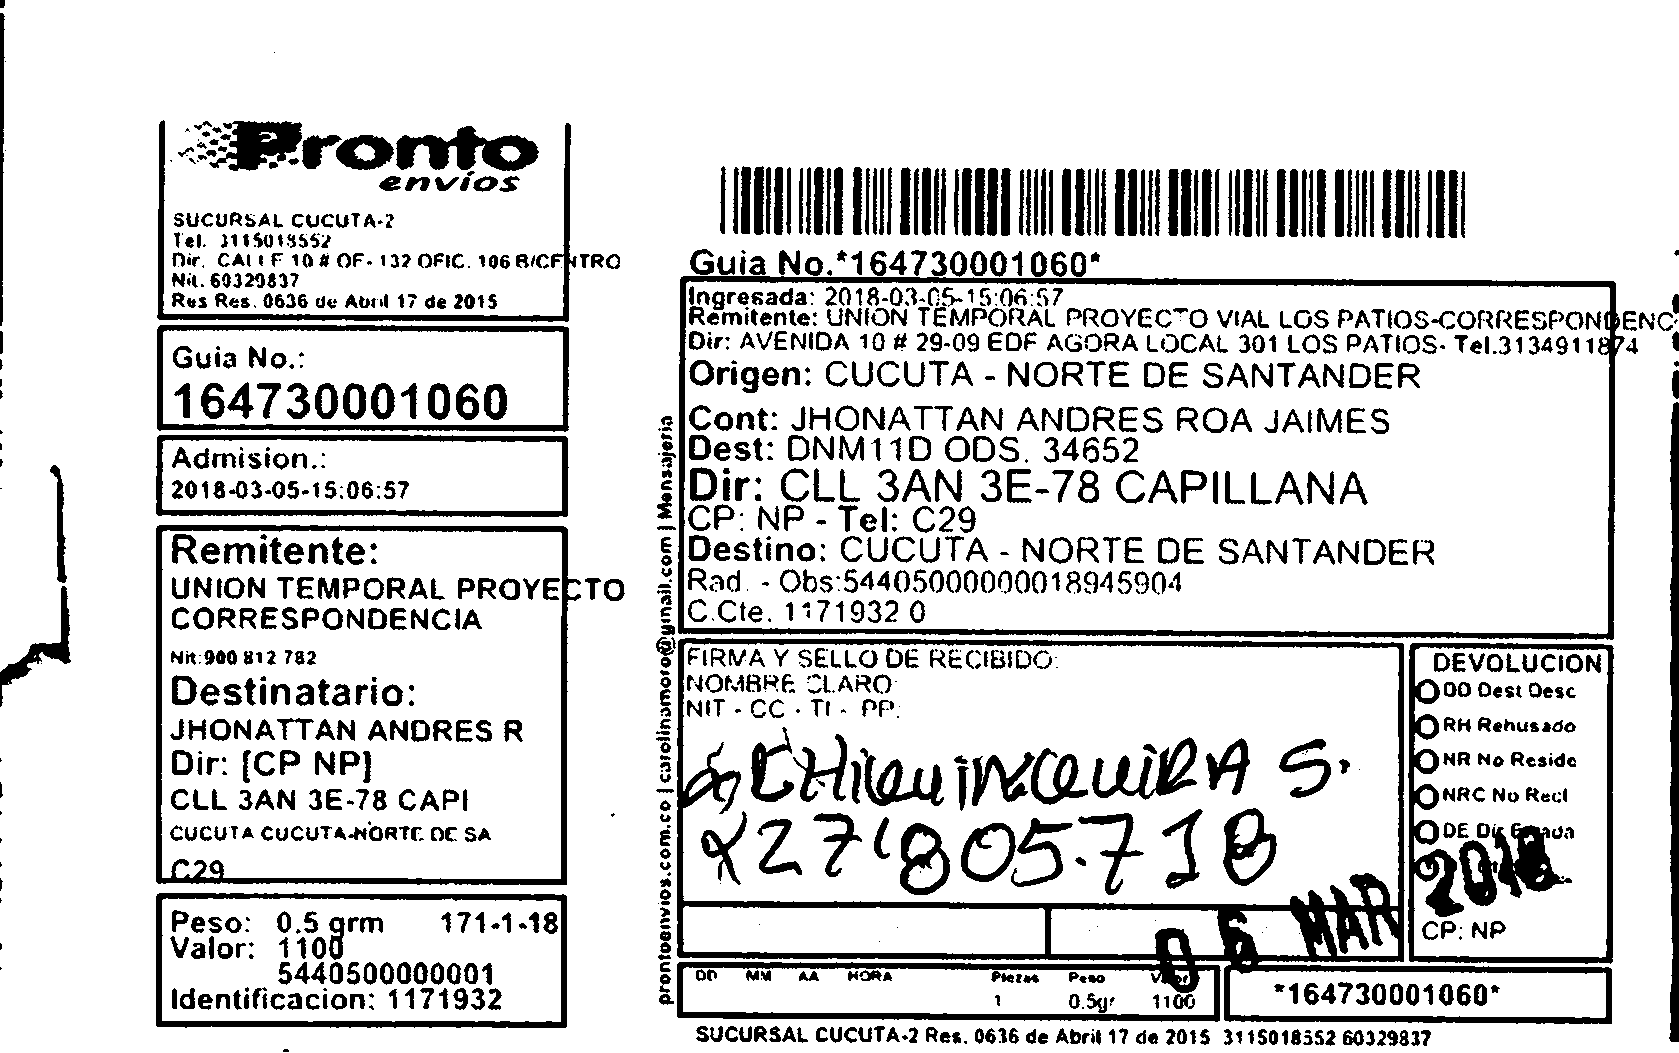 Pronto
envíos
SUCURSAL CUCUTA-2
Tel. 3115018552
Dir. CALLE 10 # OF- 132 OFIC. 106 B/CENTRO
Nit. 60329837
Res Res. 0636 de Abril 17 de 2015
Guia No.:
164730001060
Admision.:
2018-03-05-15:06:57
Remitente:
UNION TEMPORAL PROYECTO
CORRESPONDENCIA
Nit:900 812 782
Destinatario:
JHONATTAN ANDRES R
Dir: [CP NP]
CLL 3AN 3E-78 CAPI
CUCUTA CUCUTA-NORTE DE SA
C29
Peso: 0.5 grm 171-1-18
Valor: 1100
5440500000001
Identificacion: 1171932
prontoenvios.com.co | carolinamoro@gmail.com | Mensajeria
Guia No.*164730001060*
Ingresada: 2018-03-05-15:06:57
Remitente: UNION TEMPORAL PROYECTO VIAL LOS PATIOS-CORRESPONDENC
Dir: AVENIDA 10 # 29-09 EDF AGORA LOCAL 301 LOS PATIOS- Tel.3134911874
Origen: CUCUTA - NORTE DE SANTANDER
Cont: JHONATTAN ANDRES ROA JAIMES
Dest: DNM11D ODS. 34652
Dir: CLL 3AN 3E-78 CAPILLANA
CP: NP - Tel: C29
Destino: CUCUTA - NORTE DE SANTANDER
Rad. - Obs:54405000000018945904
C.Cte. 1171932 0
FIRMA Y SELLO DE RECIBIDO:
NOMBRE CLARO:
NIT - CC - TI - PP:
CHIQUINQUIRA S.
27'805.718
DEVOLUCION
DD Dest Desc
RH Rehusado
NR No Reside
NRC No Recl
DE Dir Errada
CP: NP
06 MAR 2018
DD MM AA HORA Piezas Peso Valor
1 0.5gr 1100
*164730001060*
SUCURSAL CUCUTA-2 Res. 0636 de Abril 17 de 2015 3115018552 60329837